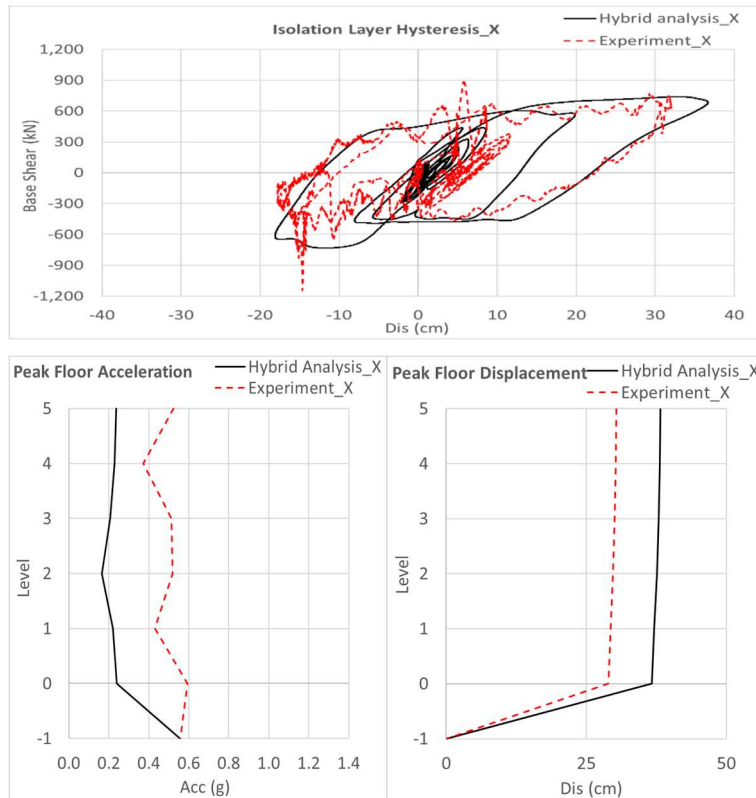 Isolation Layer Hysteresis_X
Hybrid analysis_X
Experiment_X
Base Shear (kN)
1,200
900
600
300
0
-300
-600
-900
-1,200
-40 -30 -20 -10 0 10 20 30 40
Dis (cm)
Peak Floor Acceleration
Hybrid Analysis_X
Experiment_X
Level
5
4
3
2
1
0
-1
0.0 0.2 0.4 0.6 0.8 1.0 1.2 1.4
Acc (g)
Peak Floor Displacement
Hybrid Analysis_X
Experiment_X
Level
5
4
3
2
1
0
-1
0 25 50
Dis (cm)